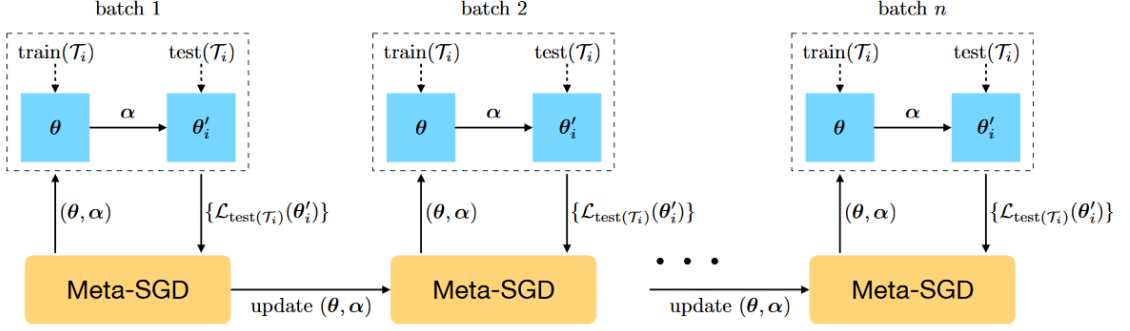 batch 1
batch 2
batch n
train(𝒯ᵢ) test(𝒯ᵢ)
train(𝒯ᵢ) test(𝒯ᵢ)
train(𝒯ᵢ) test(𝒯ᵢ)
θ α θ′ᵢ
θ α θ′ᵢ
θ α θ′ᵢ
(θ, α) {ℒ_test(𝒯ᵢ)(θ′ᵢ)}
(θ, α) {ℒ_test(𝒯ᵢ)(θ′ᵢ)}
(θ, α) {ℒ_test(𝒯ᵢ)(θ′ᵢ)}
• • •
Meta-SGD
update (θ, α)
Meta-SGD
update (θ, α)
Meta-SGD